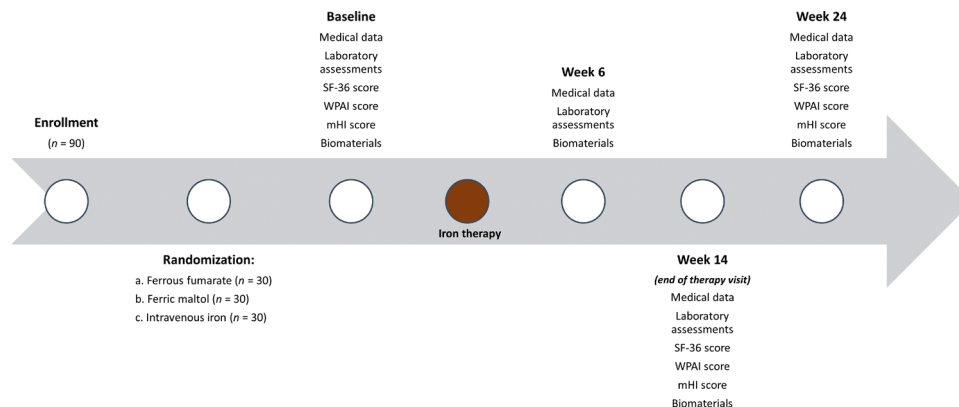 Enrollment
(n = 90)
Randomization:
a. Ferrous fumarate (n = 30)
b. Ferric maltol (n = 30)
c. Intravenous iron (n = 30)
Baseline
Medical data
Laboratory
assessments
SF-36 score
WPAI score
mHI score
Biomaterials
Iron therapy
Week 6
Medical data
Laboratory
assessments
Biomaterials
Week 14
(end of therapy visit)
Medical data
Laboratory
assessments
SF-36 score
WPAI score
mHI score
Biomaterials
Week 24
Medical data
Laboratory
assessments
SF-36 score
WPAI score
mHI score
Biomaterials